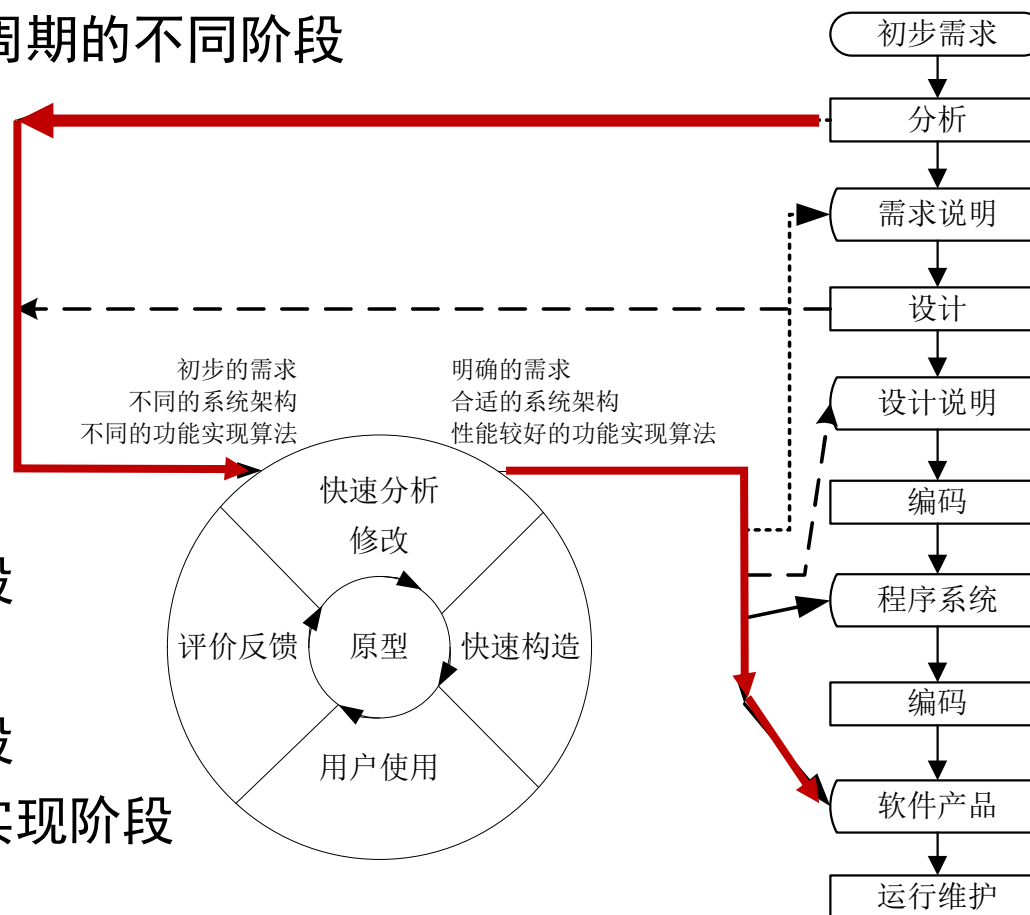 周期的不同阶段
初步需求
分析
需求说明
设计
初步的需求
不同的系统架构
不同的功能实现算法
明确的需求
合适的系统架构
性能较好的功能实现算法
设计说明
快速分析
修改
编码
段
程序系统
评价反馈
原型
快速构造
编码
段
用户使用
实现阶段
软件产品
运行维护